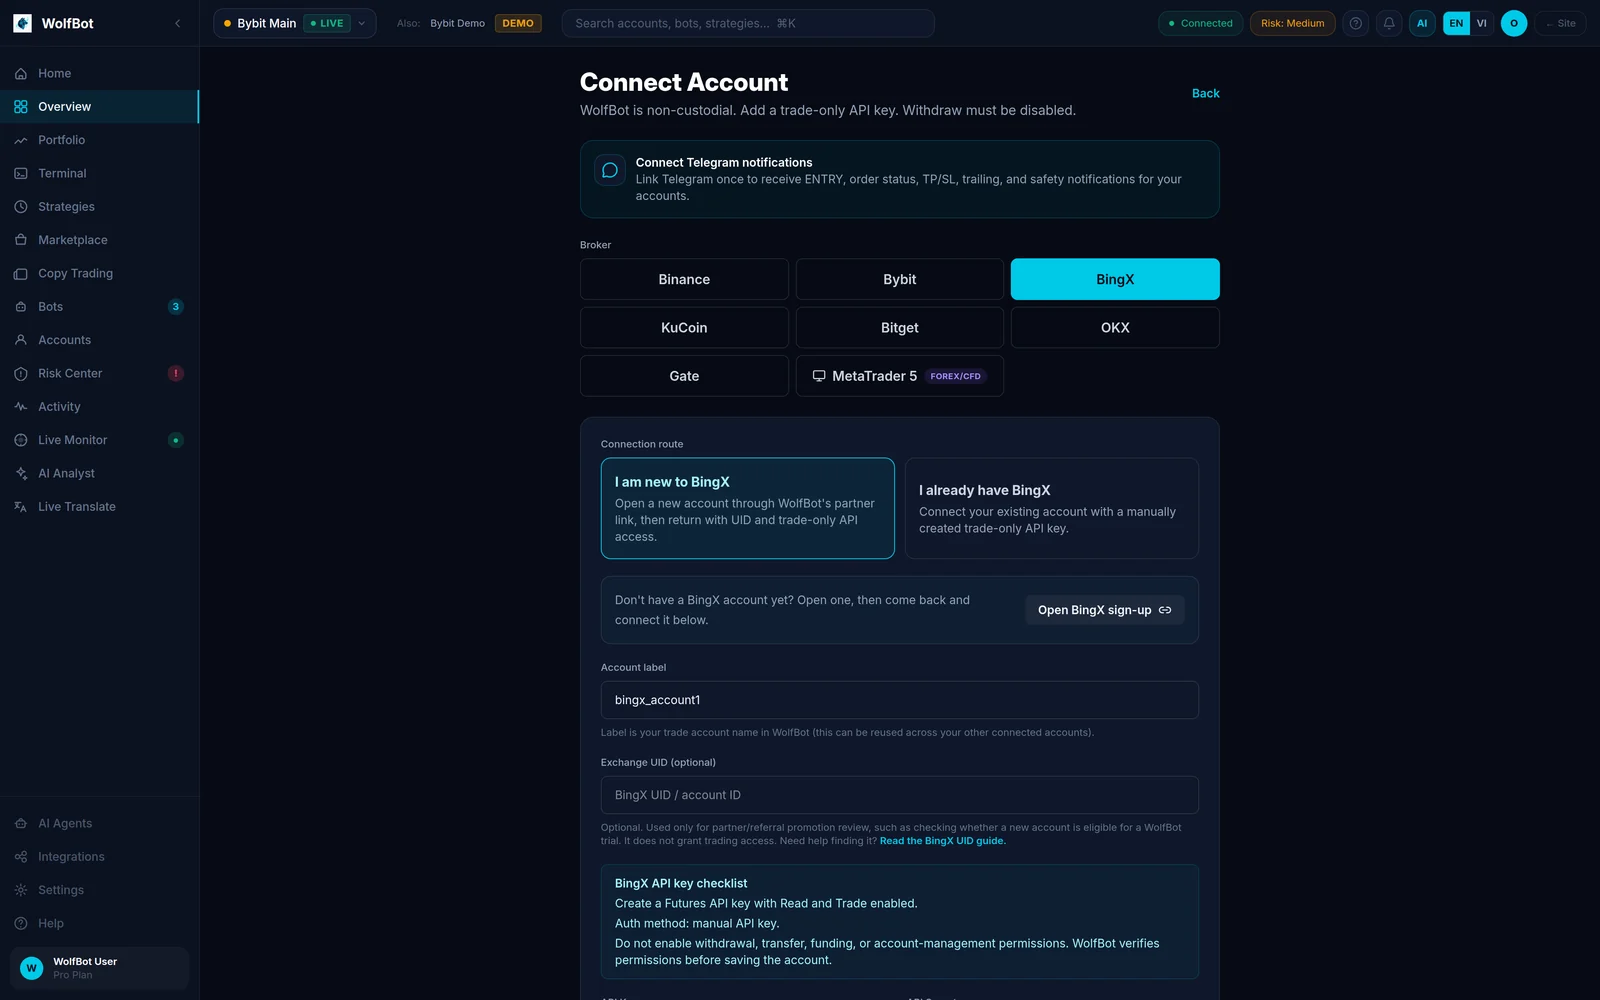 WolfBot
Bybit Main
LIVE
Also:
Bybit Demo
DEMO
Search accounts, bots, strategies... ⌘K
Connected
Risk: Medium
AI
EN
VI
O
← Site
Home
Overview
Portfolio
Terminal
Strategies
Marketplace
Copy Trading
Bots
3
Accounts
Risk Center
!
Activity
Live Monitor
AI Analyst
Live Translate
AI Agents
Integrations
Settings
Help
W
WolfBot User
Pro Plan
Connect Account
WolfBot is non-custodial. Add a trade-only API key. Withdraw must be disabled.
Back
Connect Telegram notifications
Link Telegram once to receive ENTRY, order status, TP/SL, trailing, and safety notifications for your
accounts.
Broker
Binance
Bybit
BingX
KuCoin
Bitget
OKX
Gate
MetaTrader 5
FOREX/CFD
Connection route
I am new to BingX
Open a new account through WolfBot's partner
link, then return with UID and trade-only API
access.
I already have BingX
Connect your existing account with a manually
created trade-only API key.
Don't have a BingX account yet? Open one, then come back and
connect it below.
Open BingX sign-up
Account label
bingx_account1
Label is your trade account name in WolfBot (this can be reused across your other connected accounts).
Exchange UID (optional)
BingX UID / account ID
Optional. Used only for partner/referral promotion review, such as checking whether a new account is eligible for a WolfBot
trial. It does not grant trading access. Need help finding it? Read the BingX UID guide.
BingX API key checklist
Create a Futures API key with Read and Trade enabled.
Auth method: manual API key.
Do not enable withdrawal, transfer, funding, or account-management permissions. WolfBot verifies
permissions before saving the account.